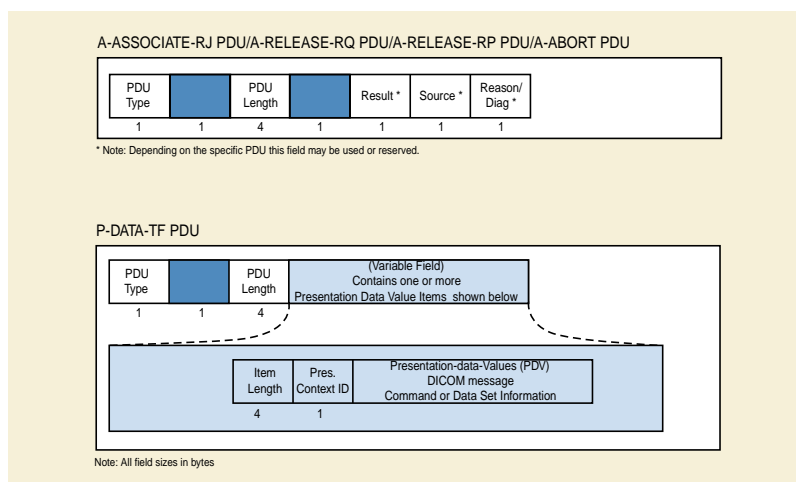 A-ASSOCIATE-RJ PDU/A-RELEASE-RQ PDU/A-RELEASE-RP PDU/A-ABORT PDU
PDU
Type
PDU
Length
Result *
Source *
Reason/
Diag *
1 1 4 1 1 1 1
* Note: Depending on the specific PDU this field may be used or reserved.
P-DATA-TF PDU
PDU
Type
PDU
Length
(Variable Field)
Contains one or more
Presentation Data Value Items shown below
1 1 4
Item
Length
Pres.
Context ID
Presentation-data-Values (PDV)
DICOM message
Command or Data Set Information
4 1
Note: All field sizes in bytes